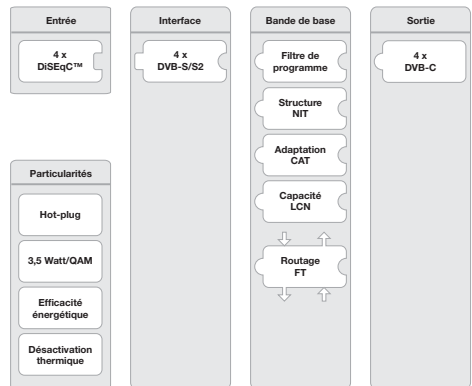 Entrée
4 x
DiSEqC™
Interface
4 x
DVB-S/S2
Bande de base
Filtre de
programme
Structure
NIT
Adaptation
CAT
Capacité
LCN
Routage
FT
Sortie
4 x
DVB-C
Particularités
Hot-plug
3,5 Watt/QAM
Efficacité
énergétique
Désactivation
thermique